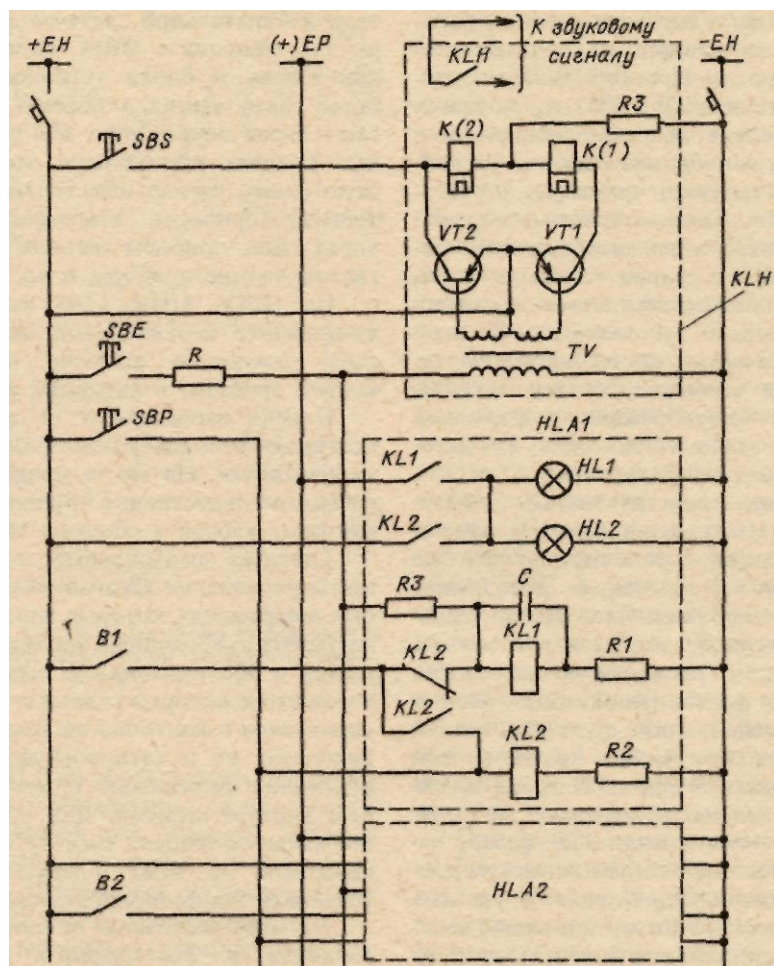 +EH
(+)EP
-EH
К звуковому
сигналу
KLH
R3
SBS
K(2)
K(1)
VT2
VT1
KLH
SBE
R
TV
SBP
HLA1
KL1
HL1
KL2
HL2
R3
C
B1
KL2
KL1
R1
KL2
KL2
R2
B2
HLA2